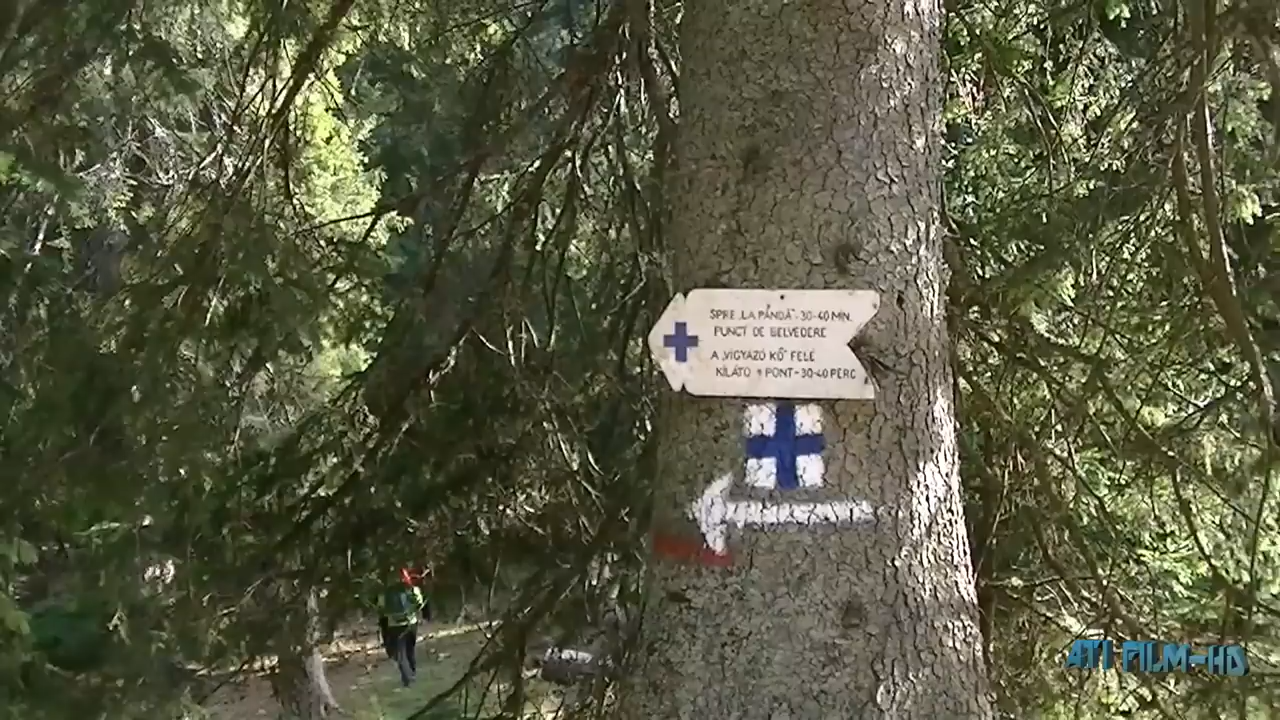 SPRE „LA PÂNDĂ“-30-40 MIN.
PUNCT DE BELVEDERE
A „VIGYÁZÓ KŐ“ FELÉ
KILÁTÓ PONT-30-40 PERC
ATI FILM-HD